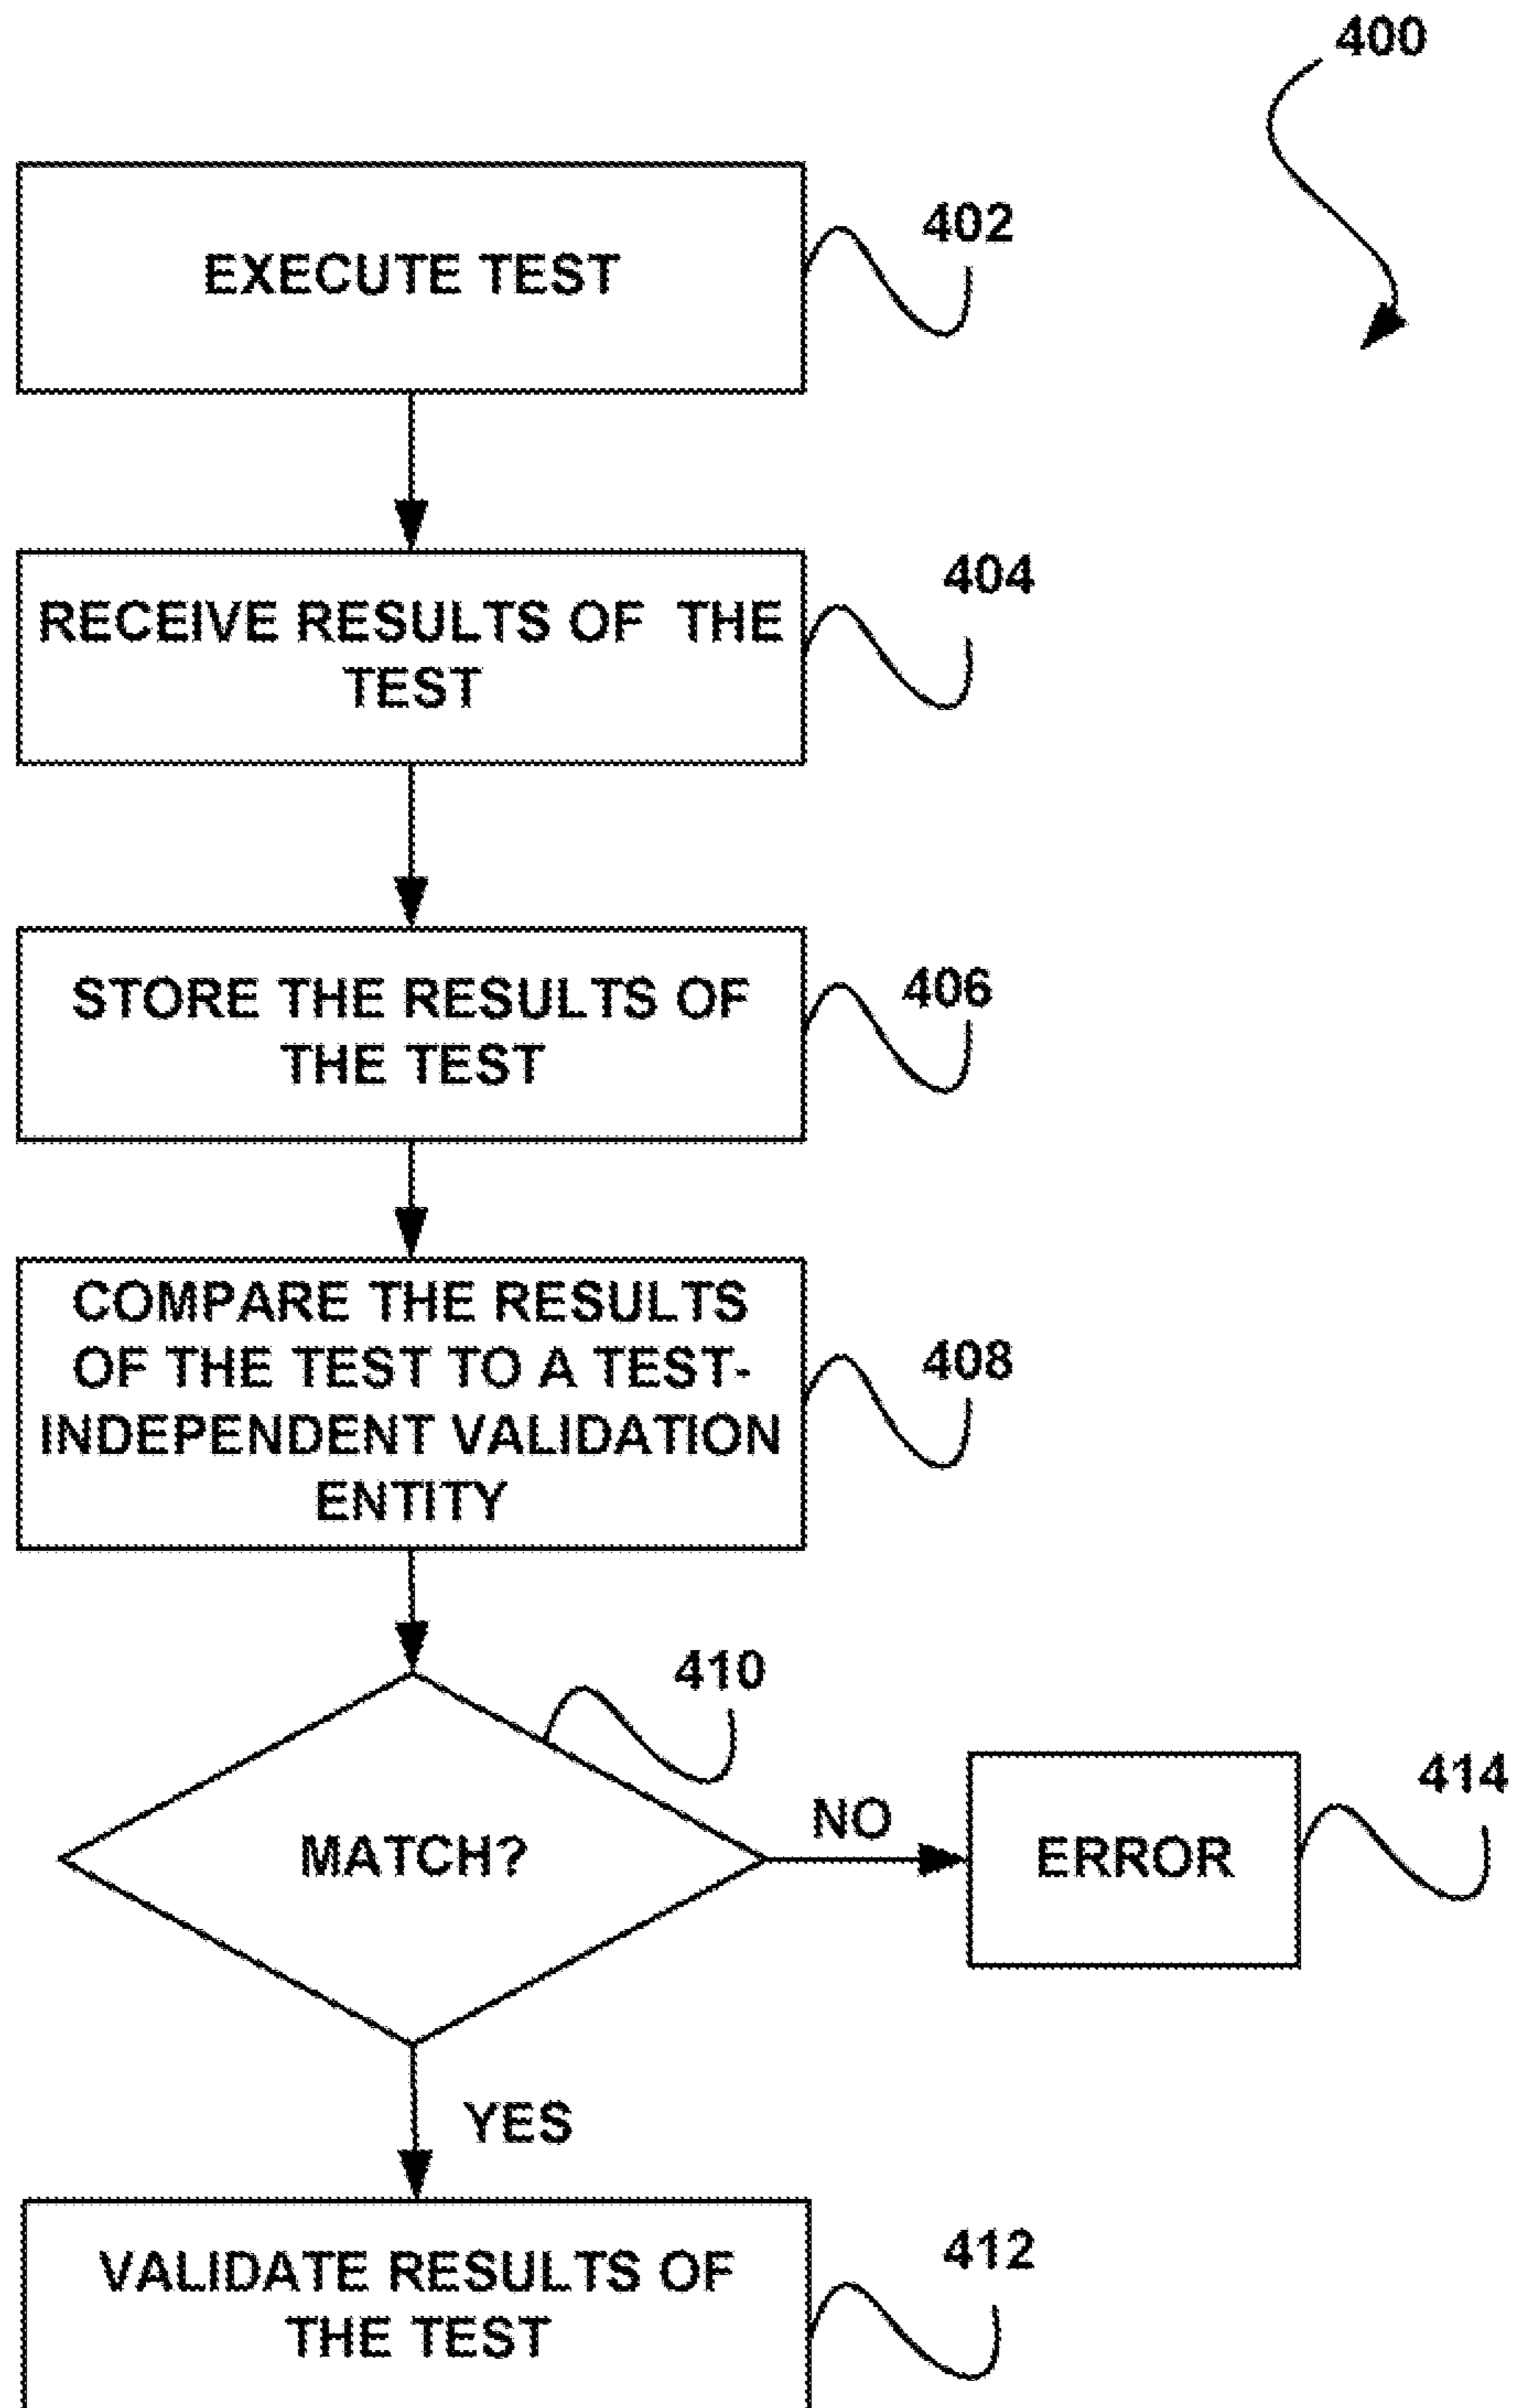 400
402
EXECUTE TEST
404
RECEIVE RESULTS OF THE
TEST
406
STORE THE RESULTS OF
THE TEST
COMPARE THE RESULTS
OF THE TEST TO A TEST-
INDEPENDENT VALIDATION
ENTITY
408
410
MATCH?
NO
ERROR
414
YES
VALIDATE RESULTS OF
THE TEST
412